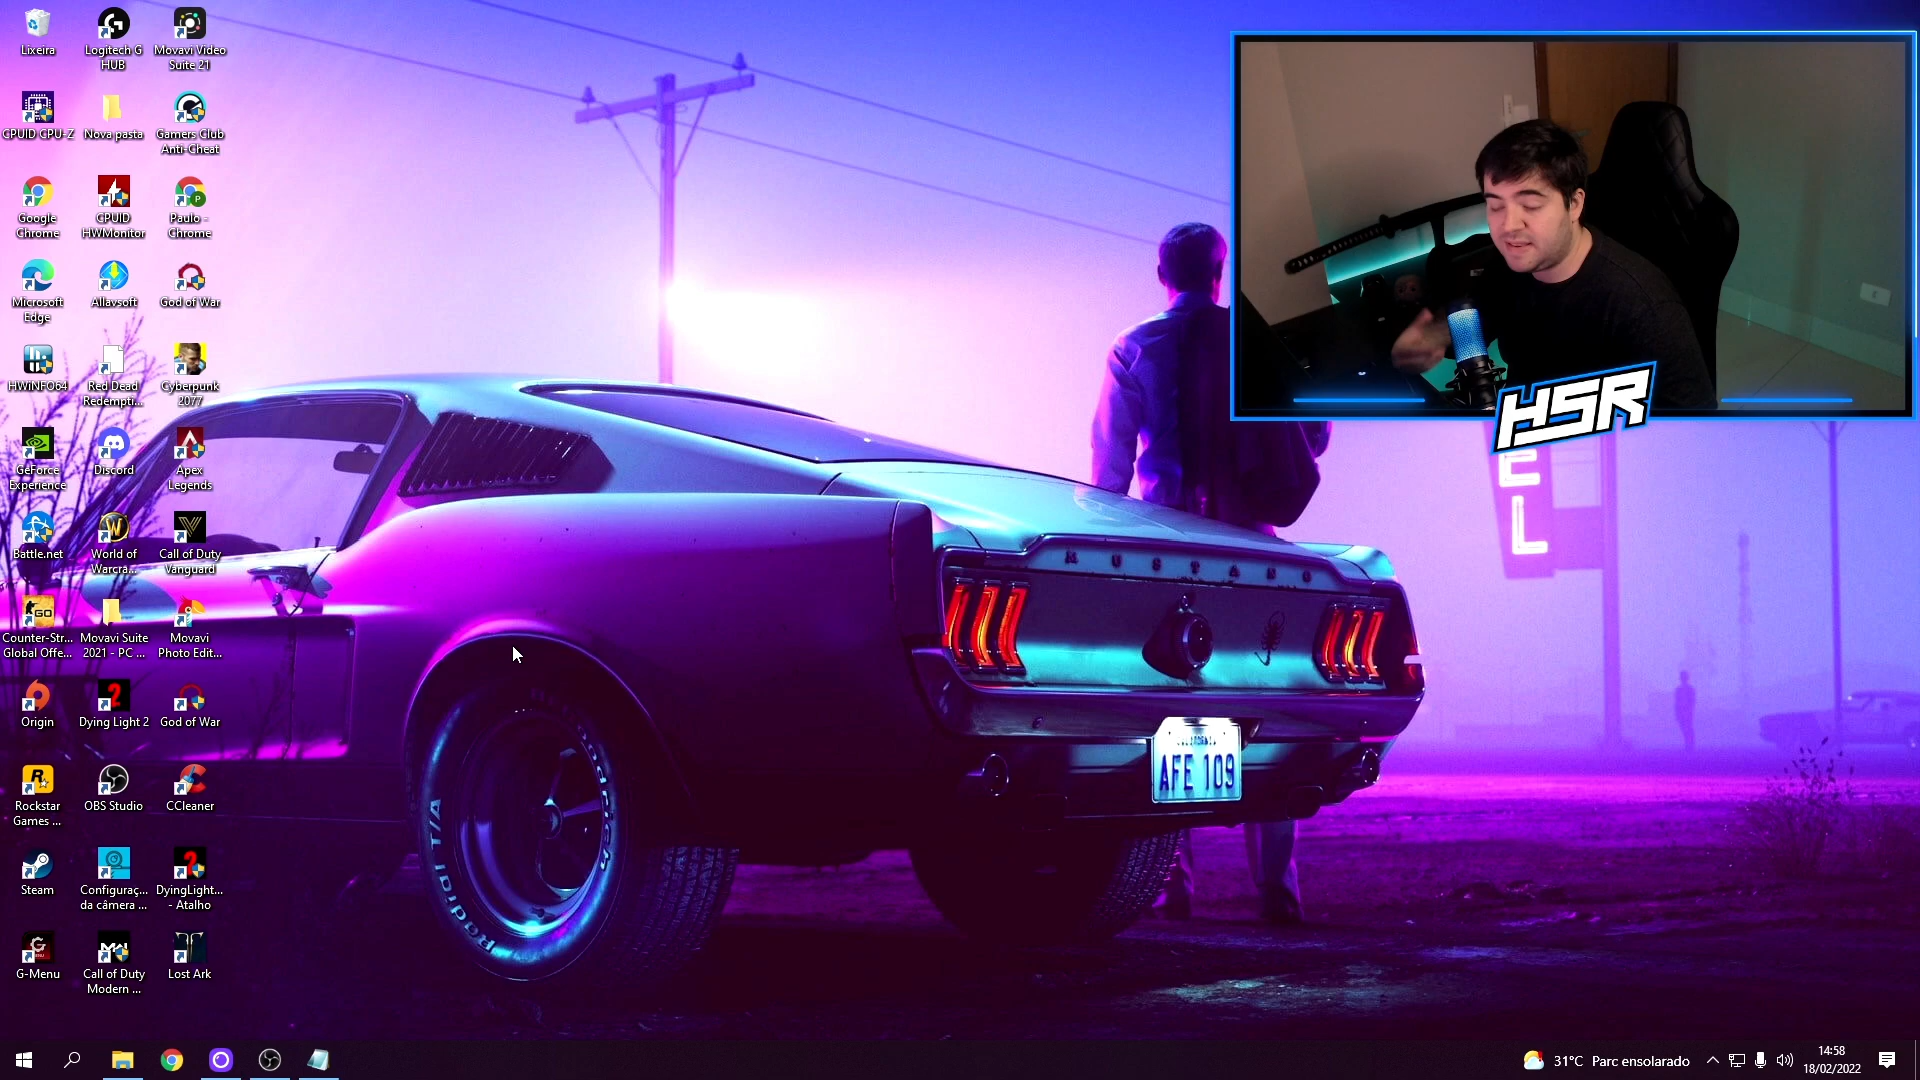 Lixeira
Logitech G
HUB
Movavi Video
Suite 21
CPUID CPU-Z
Nova pasta
Gamers Club
Anti-Cheat
Google
Chrome
CPUID
HWMonitor
Paulo -
Chrome
Microsoft
Edge
Allavsoft
God of War
HWiNFO64
Red Dead
Redempti...
Cyberpunk
2077
GeForce
Experience
Discord
Apex
Legends
Battle.net
World of
Warcra...
Call of Duty
Vanguard
Counter-Str...
Global Offe...
Movavi Suite
2021 - PC ...
Movavi
Photo Edit...
Origin
Dying Light 2
God of War
Rockstar
Games ...
OBS Studio
CCleaner
Steam
Configuraç...
da câmera ...
DyingLight...
- Atalho
G-Menu
Call of Duty
Modern ...
Lost Ark
HSR
E
L
MUSTANG
CALIFORNIA
AFE 109
Radial T/A
31°C Parc ensolarado
14:58
18/02/2022